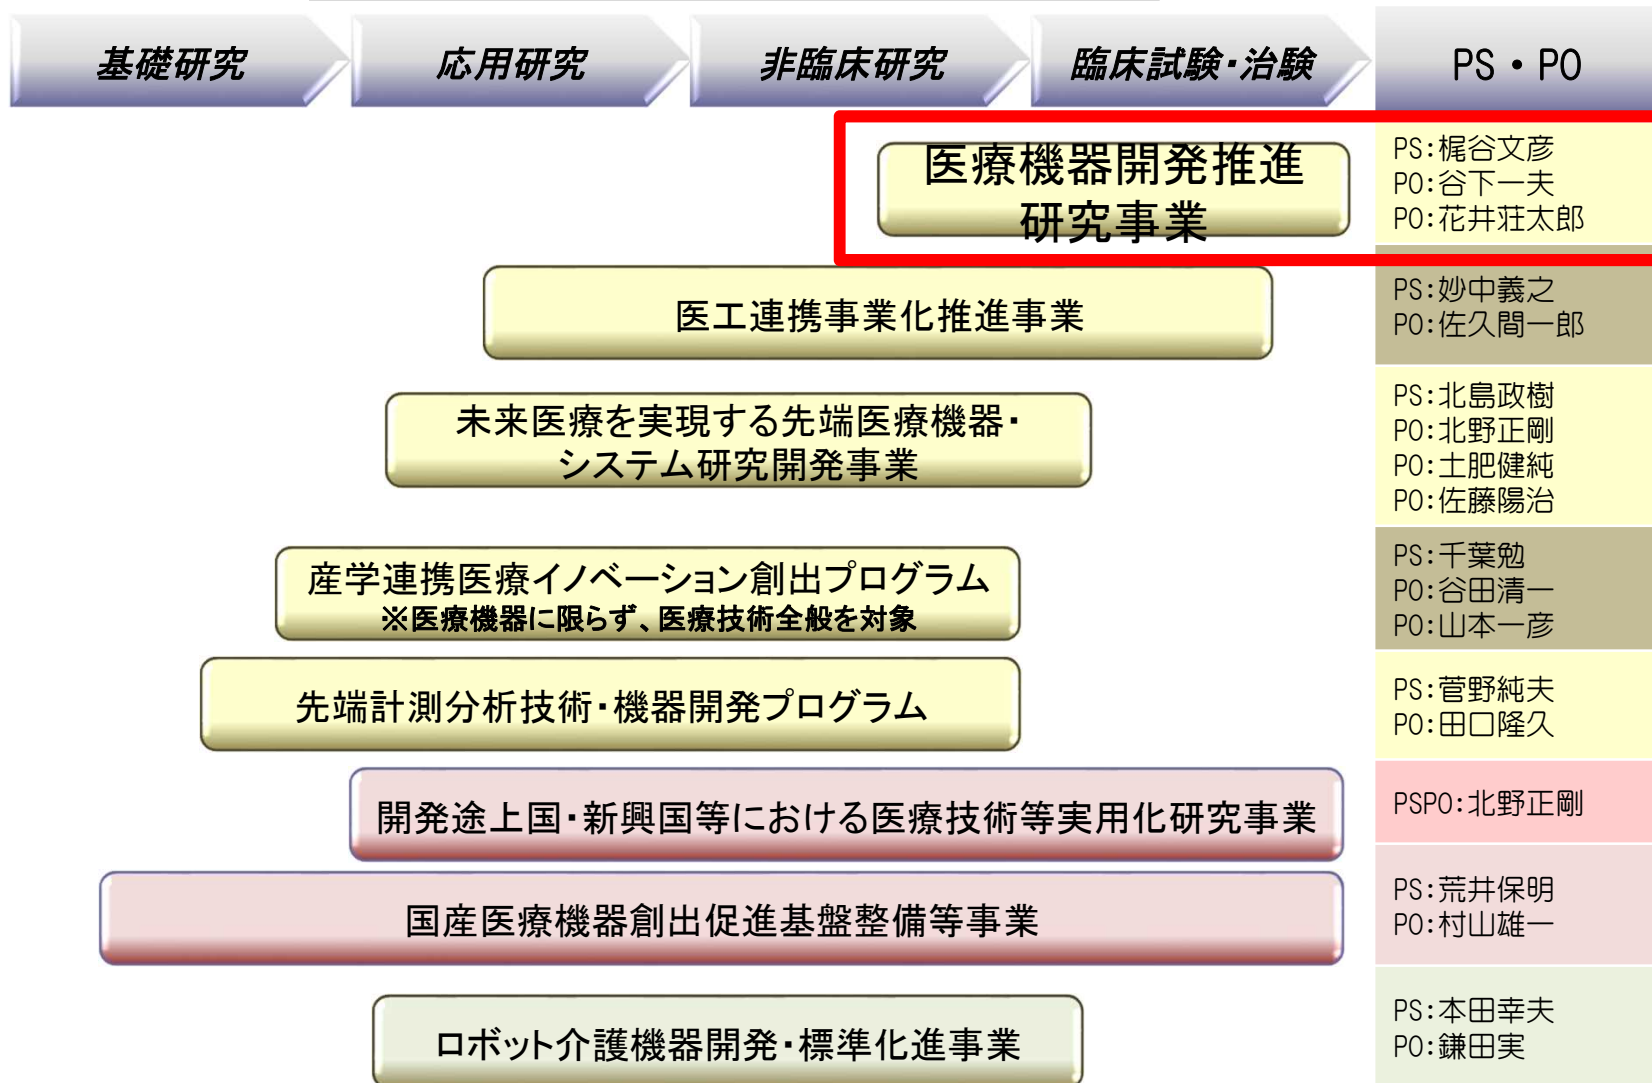 基礎研究
応用研究
非臨床研究
臨床試験・治験
PS・PO
医療機器開発推進
研究事業
PS:梶谷文彦
PO:谷下一夫
PO:花井荘太郎
医工連携事業化推進事業
PS:妙中義之
PO:佐久間一郎
未来医療を実現する先端医療機器・
システム研究開発事業
PS:北島政樹
PO:北野正剛
PO:土肥健純
PO:佐藤陽治
産学連携医療イノベーション創出プログラム
※医療機器に限らず、医療技術全般を対象
PS:千葉勉
PO:谷田清一
PO:山本一彦
先端計測分析技術・機器開発プログラム
PS:菅野純夫
PO:田口隆久
開発途上国・新興国等における医療技術等実用化研究事業
PSPO:北野正剛
国産医療機器創出促進基盤整備等事業
PS:荒井保明
PO:村山雄一
ロボット介護機器開発・標準化進事業
PS:本田幸夫
PO:鎌田実